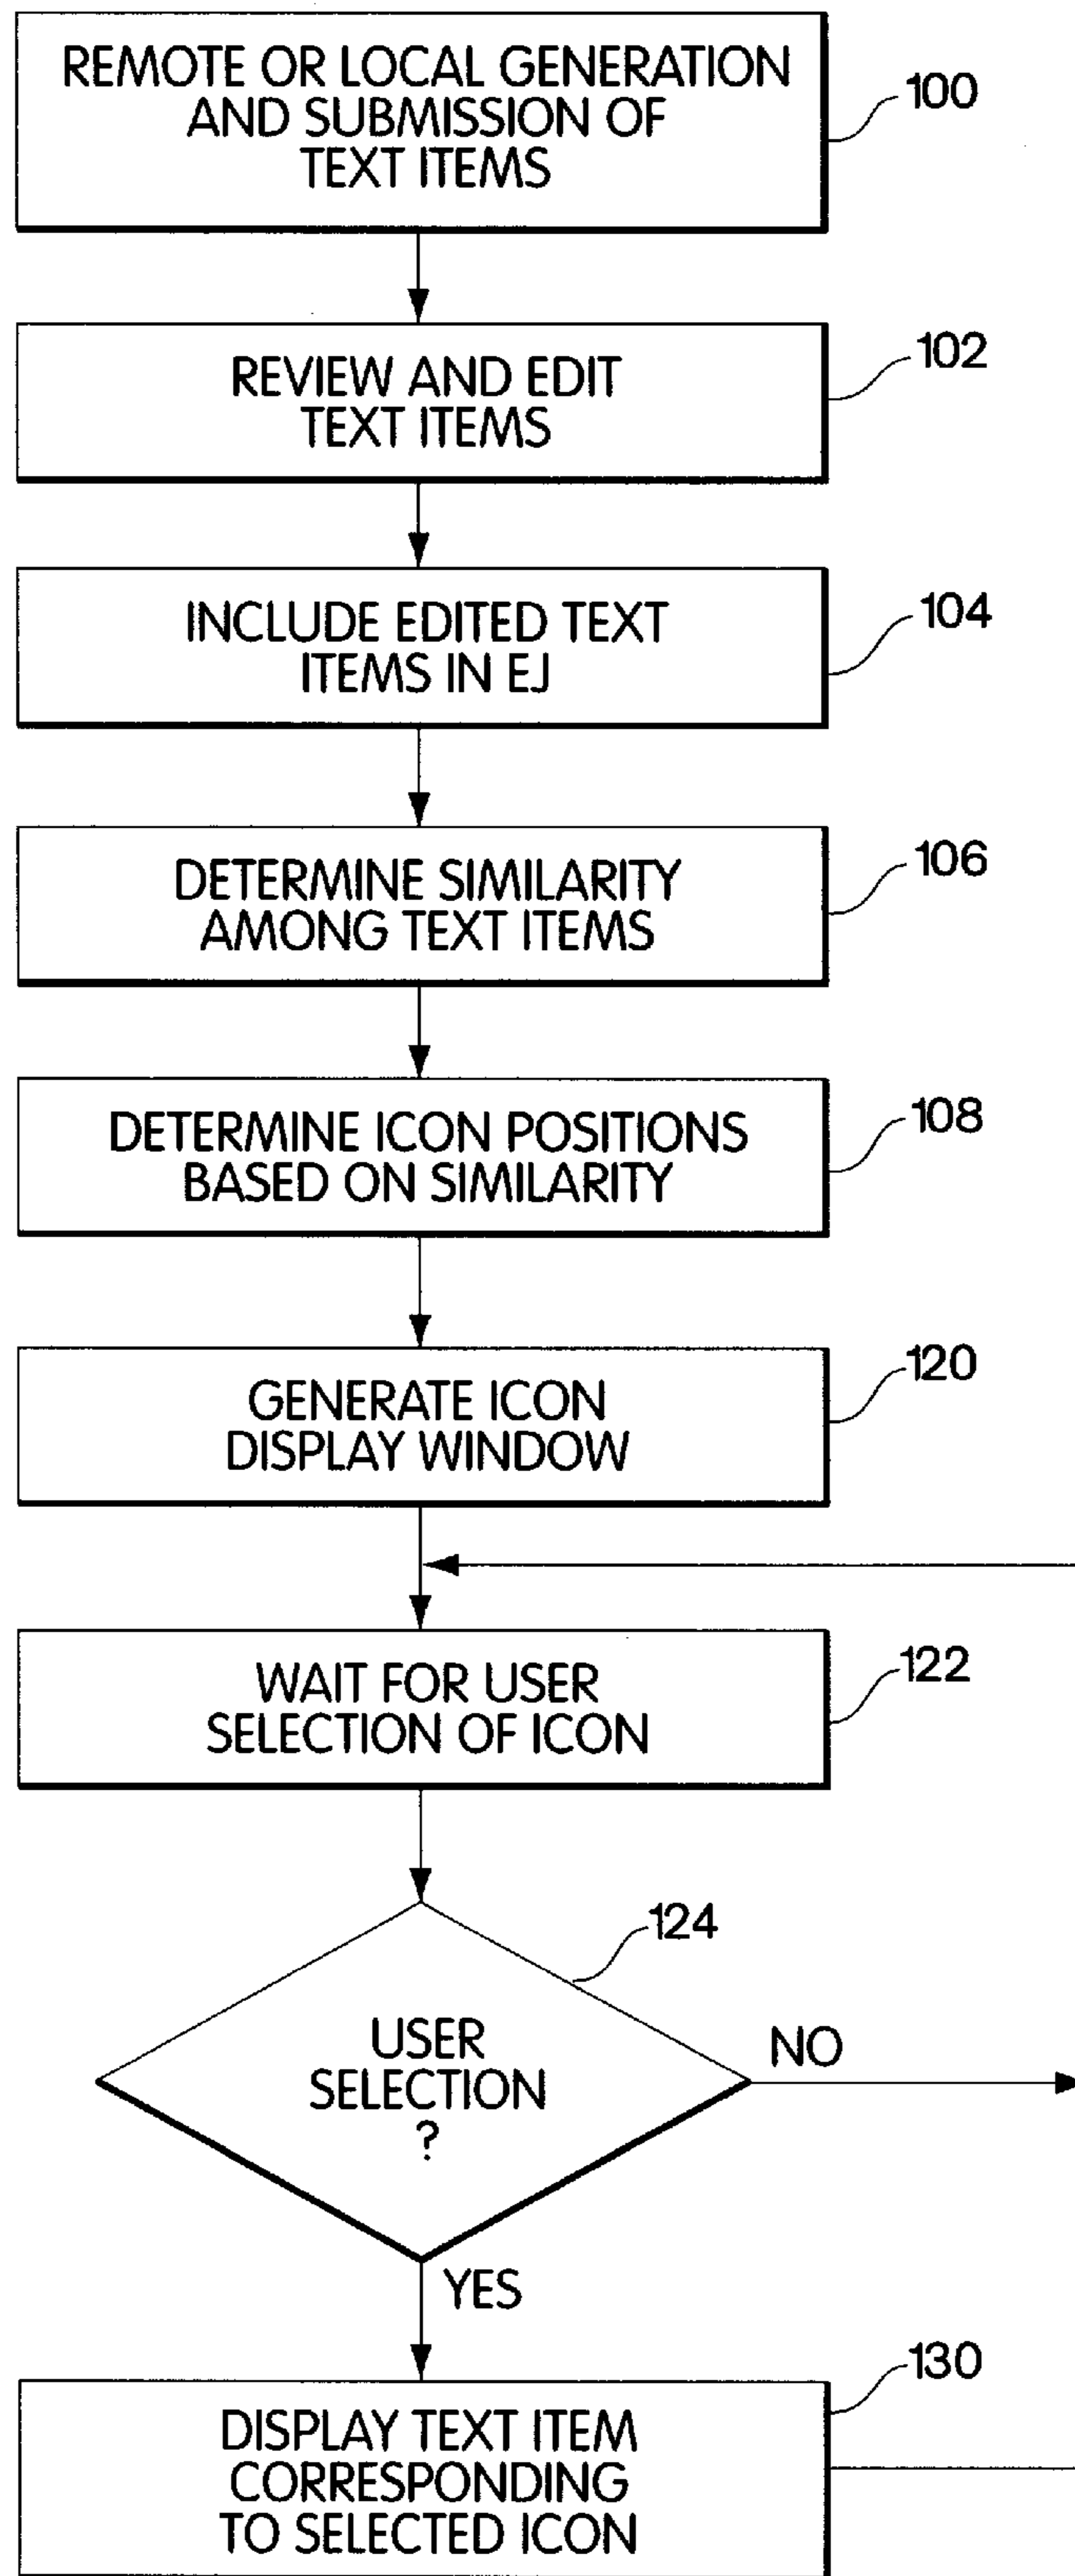 REMOTE OR LOCAL GENERATION
AND SUBMISSION OF
TEXT ITEMS
100
REVIEW AND EDIT
TEXT ITEMS
102
INCLUDE EDITED TEXT
ITEMS IN EJ
104
DETERMINE SIMILARITY
AMONG TEXT ITEMS
106
DETERMINE ICON POSITIONS
BASED ON SIMILARITY
108
GENERATE ICON
DISPLAY WINDOW
120
WAIT FOR USER
SELECTION OF ICON
122
124
USER
SELECTION
?
NO
YES
130
DISPLAY TEXT ITEM
CORRESPONDING
TO SELECTED ICON